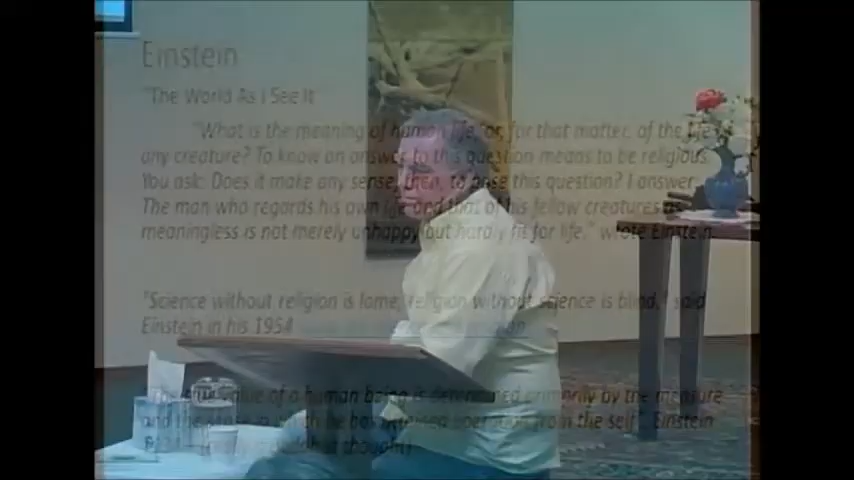 Einstein
"The World As I See It
"What is the meaning of human life, or, for that matter, of the life
any creature? To know an answer to this question means to be religious.
You ask: Does it make any sense, then, to pose this question? I answer
The man who regards his own life and that of his fellow creatures as
meaningless is not merely unhappy but hardly fit for life." wrote Einstein
"Science without religion is lame, religion without science is blind," said
Einstein in his 1954
value of a human being is determined primarily by the measure
and the in which he has from the self" Einstein
thought)